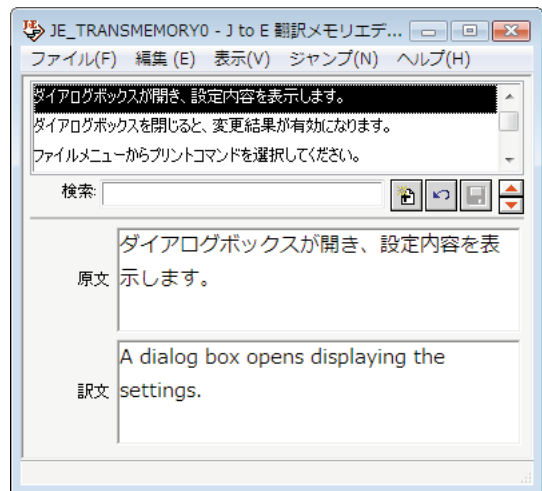 JE_TRANSMEMORY0 - J to E 翻訳メモリエデ...
ファイル(F) 編集(E) 表示(V) ジャンプ(N) ヘルプ(H)
ダイアログボックスが開き、設定内容を表示します。
ダイアログボックスを閉じると、変更結果が有効になります。
ファイルメニューからプリントコマンドを選択してください。
検索:
原文
ダイアログボックスが開き、設定内容を表
示します。
訳文
A dialog box opens displaying the
settings.